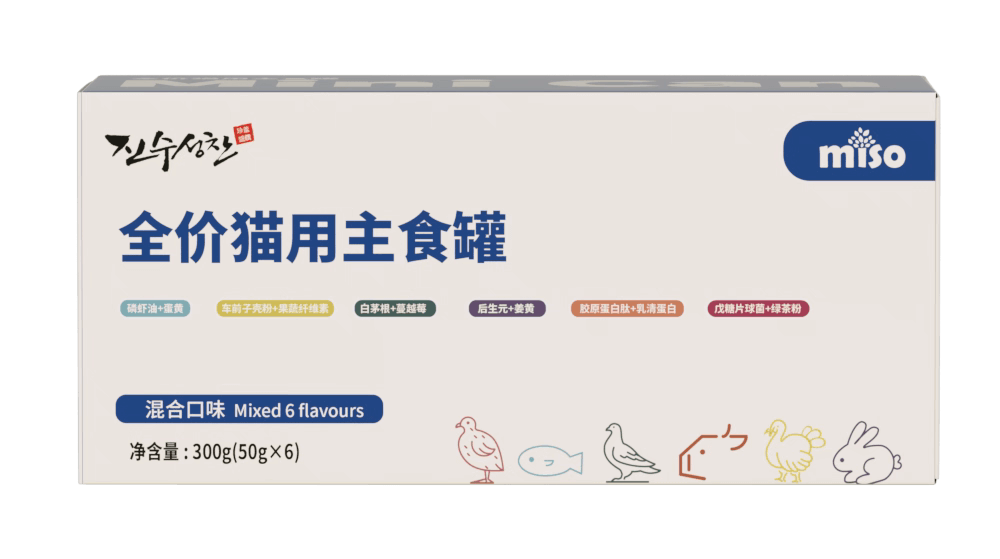 Mini Can
진수성찬
miso
全价猫用主食罐
磷虾油+蛋黄
车前子壳粉+果蔬纤维素
白茅根+蔓越莓
后生元+姜黄
胶原蛋白肽+乳清蛋白
戊糖片球菌+绿茶粉
混合口味 Mixed 6 flavours
净含量：300g(50g×6)